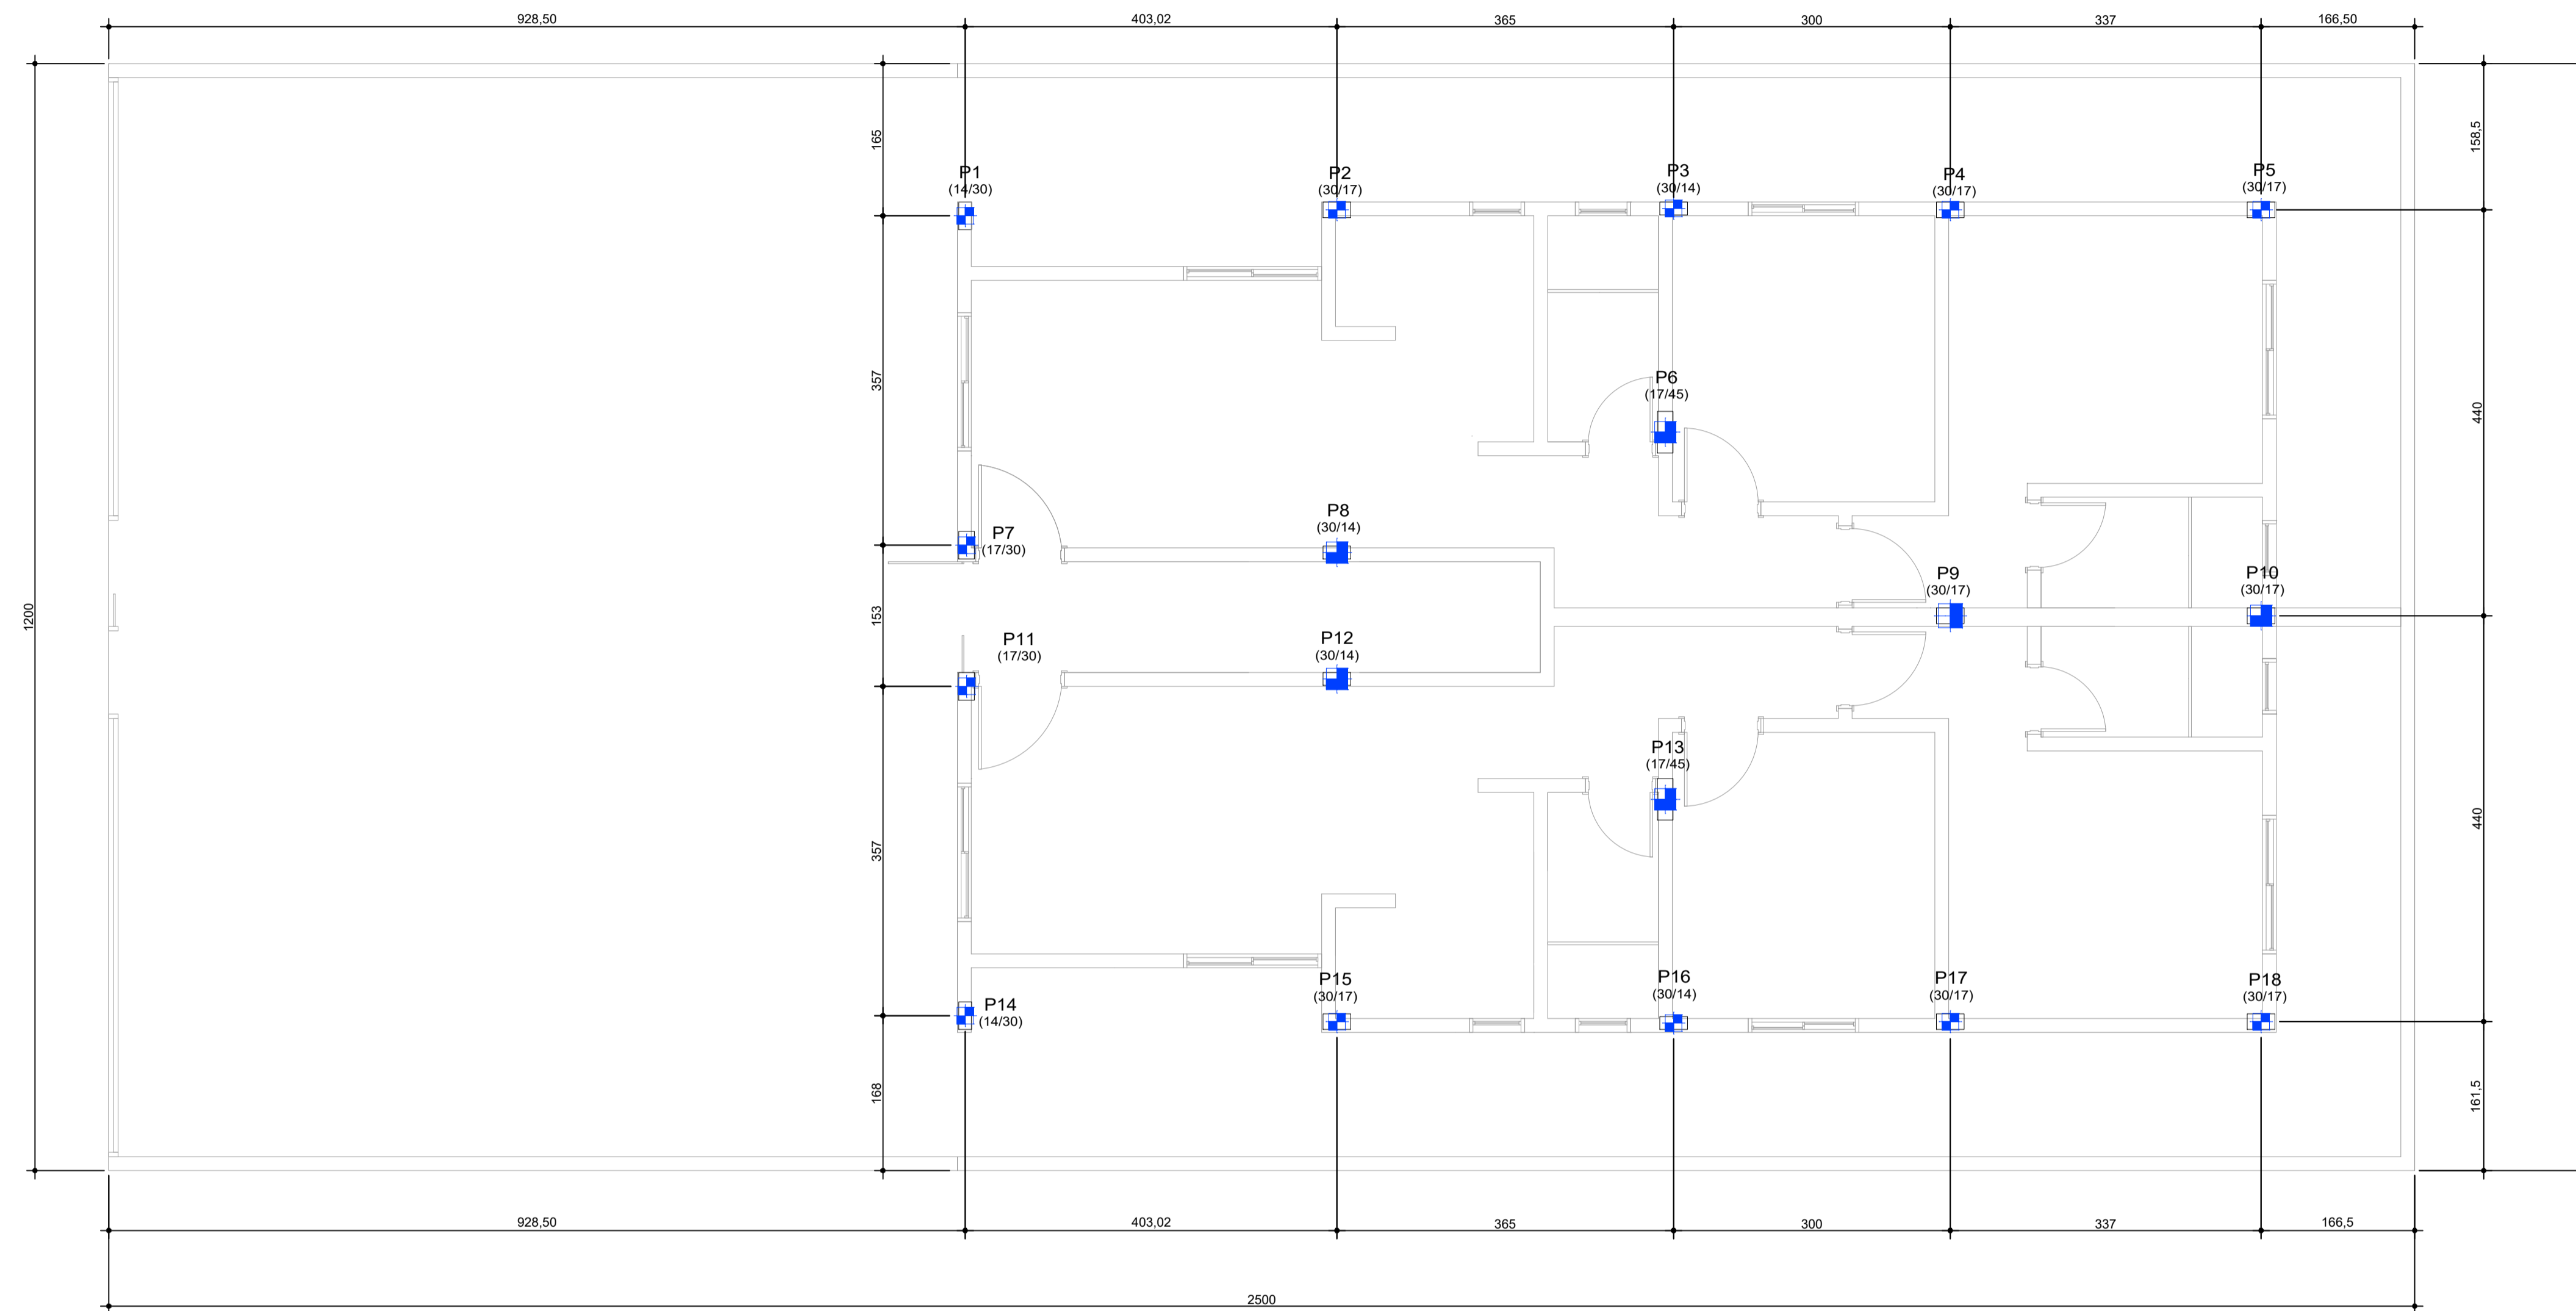 928,50
403,02
365
300
337
166,50
165
158,5
P1
(14/30)
P2
(30/17)
P3
(30/14)
P4
(30/17)
P5
(30/17)
357
P6
(17/45)
440
P7
(17/30)
P8
(30/14)
P9
(30/17)
P10
(30/17)
1200
153
P11
(17/30)
P12
(30/14)
P13
(17/45)
357
440
P14
(14/30)
P15
(30/17)
P16
(30/14)
P17
(30/17)
P18
(30/17)
168
161,5
928,50
403,02
365
300
337
166,5
2500